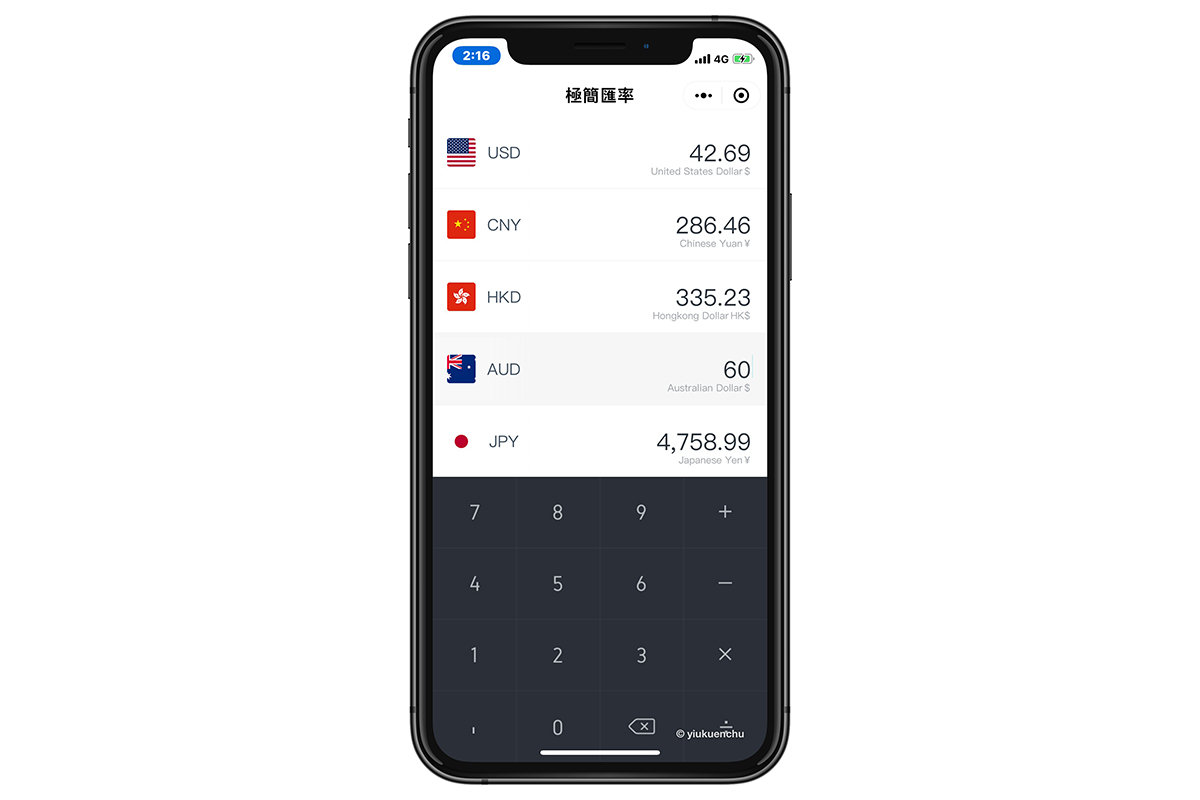 2:16 4G
極簡匯率
USD 42.69
United States Dollar $
CNY 286.46
Chinese Yuan ¥
HKD 335.23
Hongkong Dollar HK$
AUD 60
Australian Dollar $
JPY 4,758.99
Japanese Yen ¥
7 8 9 +
4 5 6 −
1 2 3 ×
, 0 ÷
© yiukuenchu